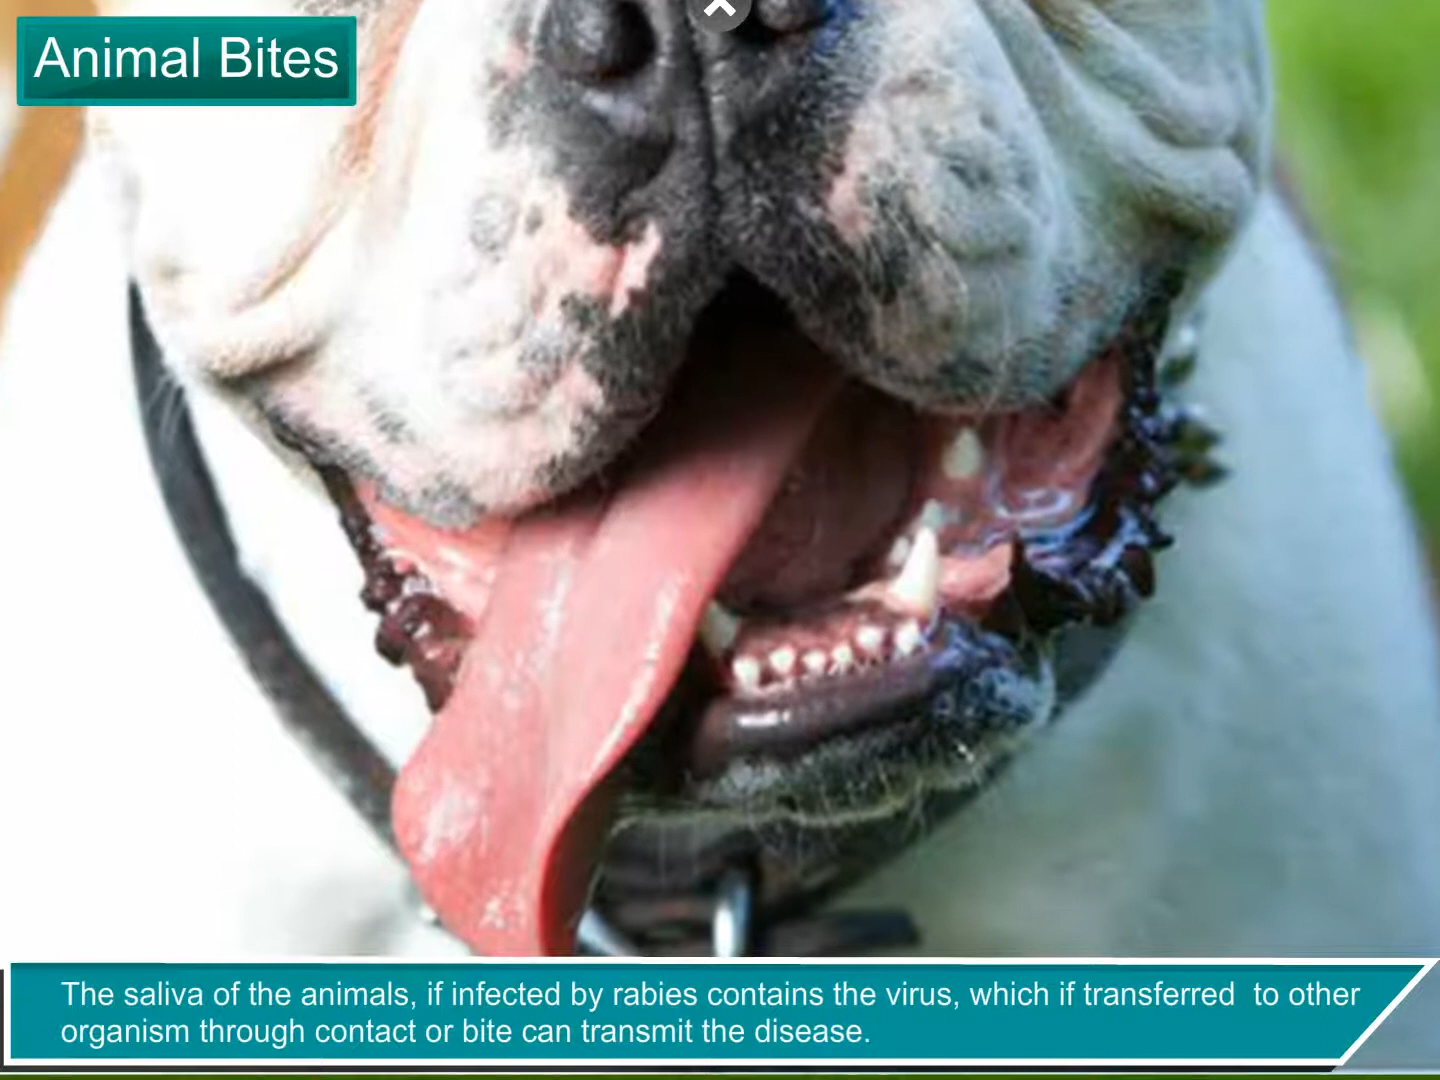 Animal Bites
The saliva of the animals, if infected by rabies contains the virus, which if transferred  to other
organism through contact or bite can transmit the disease.